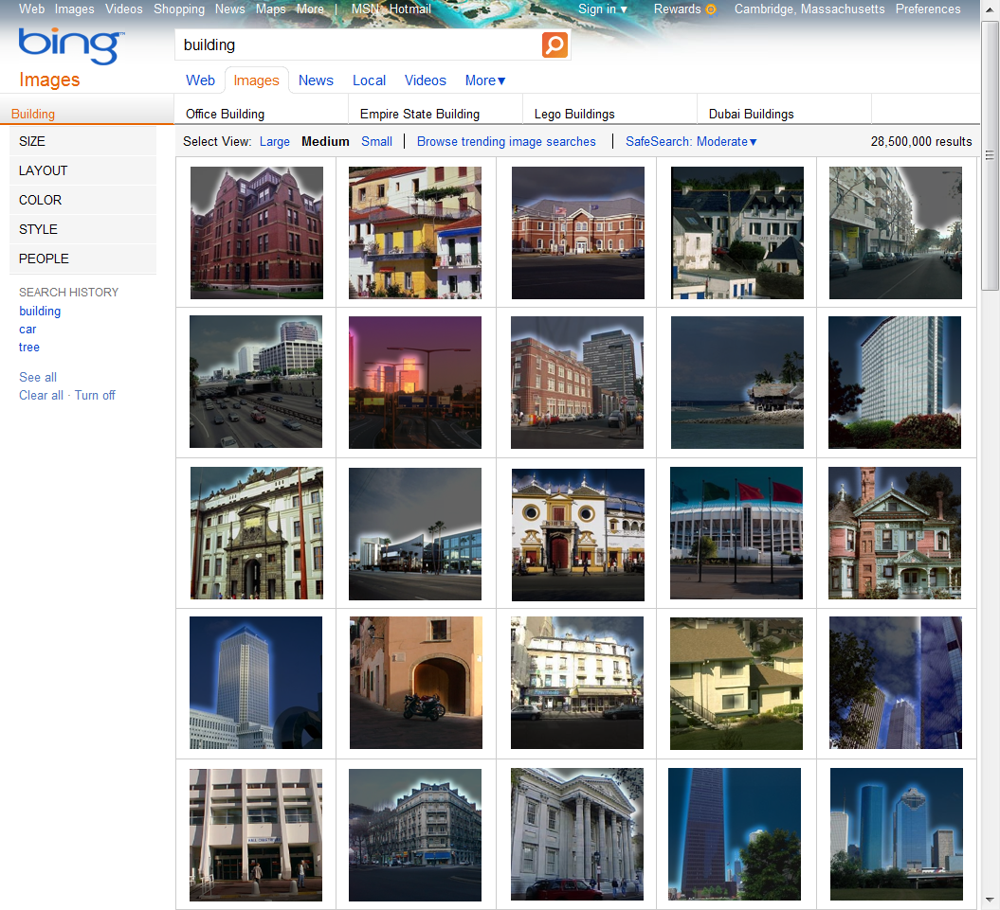 Web Images Videos Shopping News Maps More | MSN Hotmail Sign in ▾ Rewards Cambridge, Massachusetts Preferences
bing™
building
Images
Web Images News Local Videos More▼
Building Office Building Empire State Building Lego Buildings Dubai Buildings
SIZE
Select View: Large Medium Small | Browse trending image searches | SafeSearch: Moderate▼ 28,500,000 results
LAYOUT
COLOR
STYLE
PEOPLE
SEARCH HISTORY
building
car
tree
See all
Clear all · Turn off